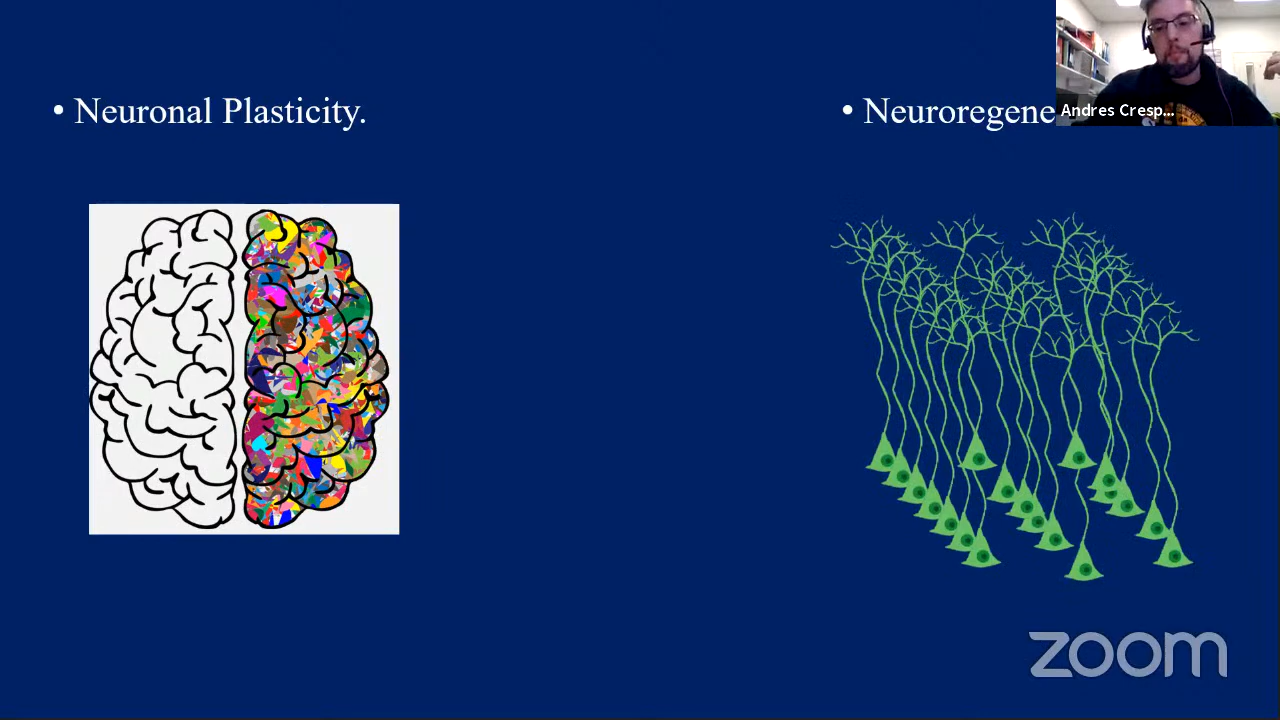 • Neuronal Plasticity.
• Neuroregene
Andres Cresp...
zoom